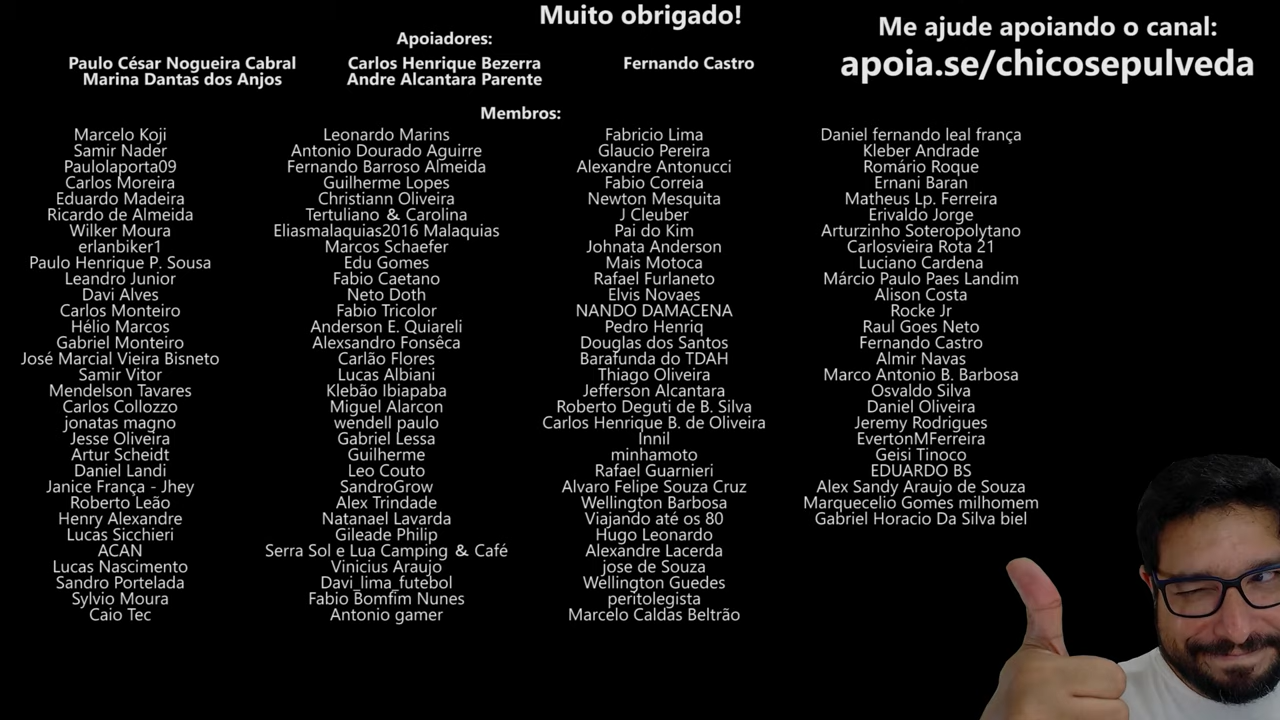 Muito obrigado!
Apoiadores:
Paulo César Nogueira Cabral
Marina Dantas dos Anjos
Carlos Henrique Bezerra
Andre Alcantara Parente
Fernando Castro
Me ajude apoiando o canal:
apoia.se/chicosepulveda
Membros:
Marcelo Koji
Samir Nader
Paulolaporta09
Carlos Moreira
Eduardo Madeira
Ricardo de Almeida
Wilker Moura
erlanbiker1
Paulo Henrique P. Sousa
Leandro Junior
Davi Alves
Carlos Monteiro
Hélio Marcos
Gabriel Monteiro
José Marcial Vieira Bisneto
Samir Vitor
Mendelson Tavares
Carlos Collozzo
jonatas magno
Jesse Oliveira
Artur Scheidt
Daniel Landi
Janice França - Jhey
Roberto Leão
Henry Alexandre
Lucas Sicchieri
ACAN
Lucas Nascimento
Sandro Portelada
Sylvio Moura
Caio Tec
Leonardo Marins
Antonio Dourado Aguirre
Fernando Barroso Almeida
Guilherme Lopes
Christiann Oliveira
Tertuliano & Carolina
Eliasmalaquias2016 Malaquias
Marcos Schaefer
Edu Gomes
Fabio Caetano
Neto Doth
Fabio Tricolor
Anderson E. Quiareli
Alexsandro Fonsêca
Carlão Flores
Lucas Albiani
Klebão Ibiapaba
Miguel Alarcon
wendell paulo
Gabriel Lessa
Guilherme
Leo Couto
SandroGrow
Alex Trindade
Natanael Lavarda
Gileade Philip
Serra Sol e Lua Camping & Café
Vinicius Araujo
Davi_lima_futebol
Fabio Bomfim Nunes
Antonio gamer
Fabricio Lima
Glaucio Pereira
Alexandre Antonucci
Fabio Correia
Newton Mesquita
J Cleuber
Pai do Kim
Johnata Anderson
Mais Motoca
Rafael Furlaneto
Elvis Novaes
NANDO DAMACENA
Pedro Henriq
Douglas dos Santos
Barafunda do TDAH
Thiago Oliveira
Jefferson Alcantara
Roberto Deguti de B. Silva
Carlos Henrique B. de Oliveira
Innil
minhamoto
Rafael Guarnieri
Alvaro Felipe Souza Cruz
Wellington Barbosa
Viajando até os 80
Hugo Leonardo
Alexandre Lacerda
jose de Souza
Wellington Guedes
peritolegista
Marcelo Caldas Beltrão
Daniel fernando leal frança
Kleber Andrade
Romário Roque
Ernani Baran
Matheus Lp. Ferreira
Erivaldo Jorge
Arturzinho Soteropolytano
Carlosvieira Rota 21
Luciano Cardena
Márcio Paulo Paes Landim
Alison Costa
Rocke Jr
Raul Goes Neto
Fernando Castro
Almir Navas
Marco Antonio B. Barbosa
Osvaldo Silva
Daniel Oliveira
Jeremy Rodrigues
EvertonMFerreira
Geisi Tinoco
EDUARDO BS
Alex Sandy Araujo de Souza
Marquecelio Gomes milhomem
Gabriel Horacio Da Silva biel